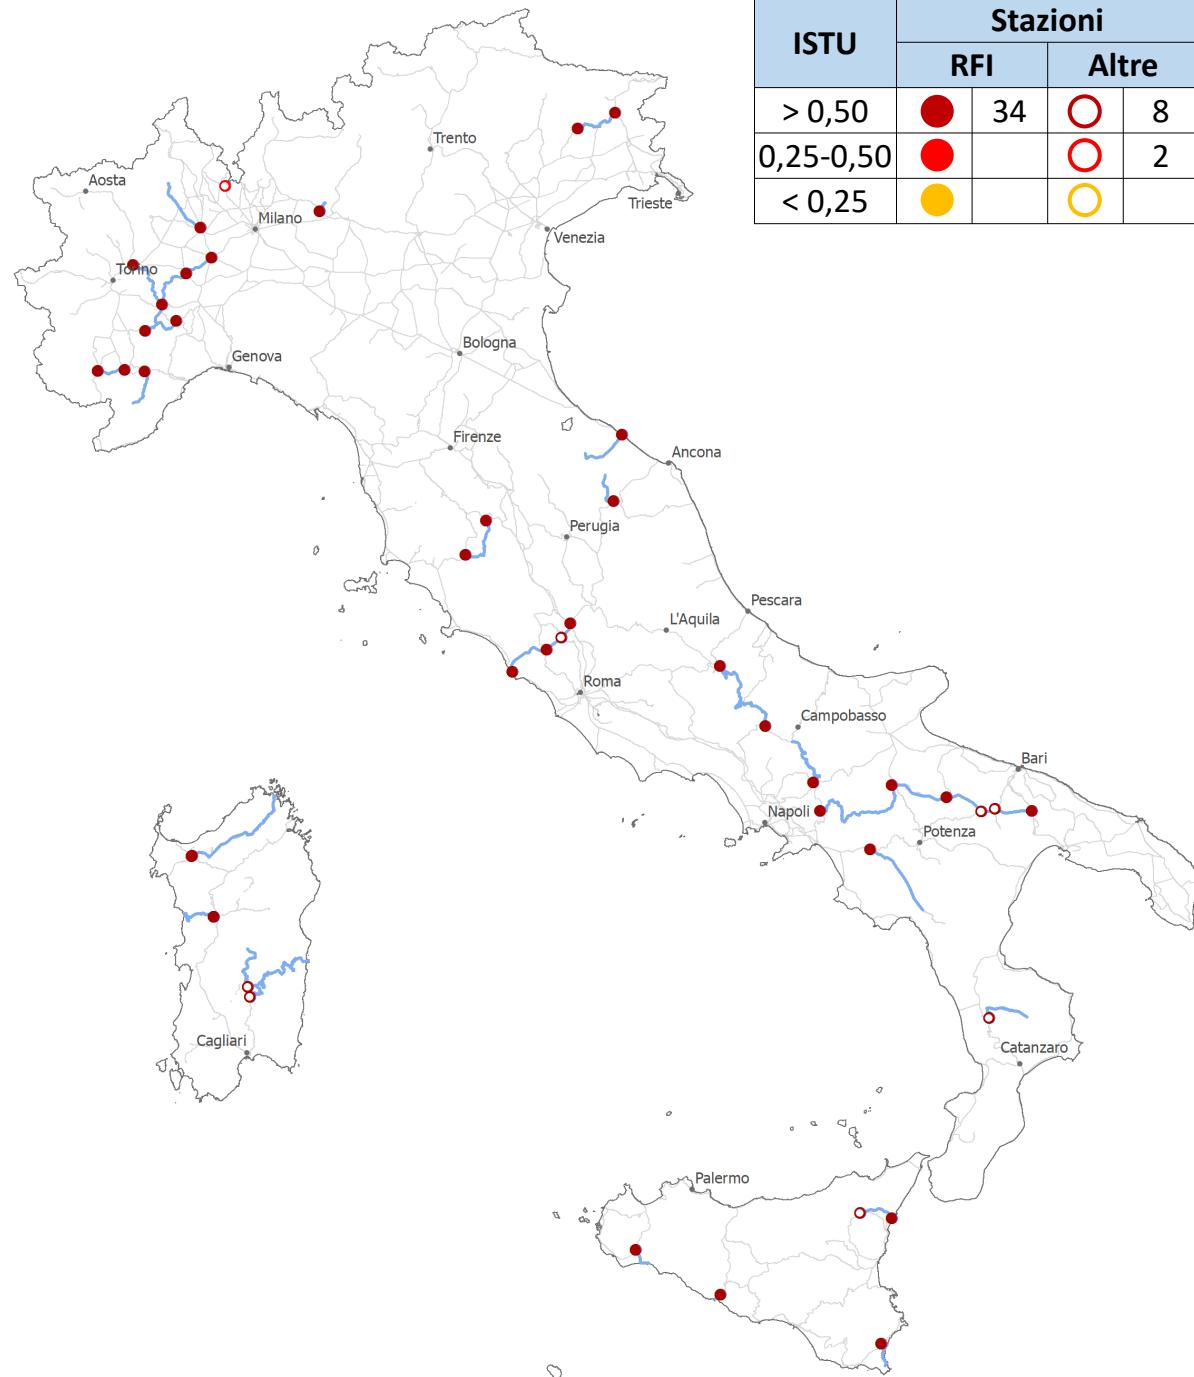 ISTU
Stazioni
RFI Altre
> 0,50 34 8
0,25-0,50 2
< 0,25
Trento
Aosta
Trieste
Milano
Venezia
Torino
Bologna
Genova
Firenze
Ancona
Perugia
Pescara
L'Aquila
Roma
Campobasso
Bari
Napoli
Potenza
Cagliari
Catanzaro
Palermo